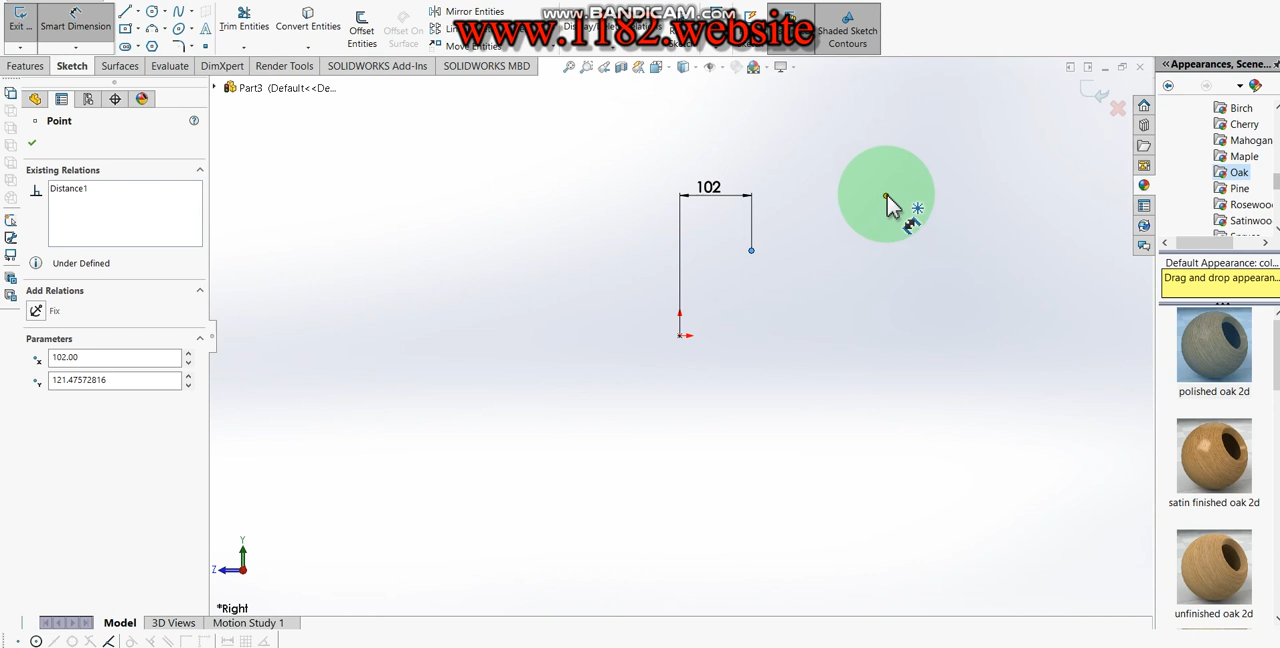 www.BANDICAM.com
www.1182.website
Exit ...
Smart Dimension
Trim Entities
Convert Entities
Offset Entities
Offset On Surface
Mirror Entities
Move Entities
Shaded Sketch Contours
Features
Sketch
Surfaces
Evaluate
DimXpert
Render Tools
SOLIDWORKS Add-Ins
SOLIDWORKS MBD
Part3 (Default<<De...
Point
Existing Relations
Distance1
Under Defined
Add Relations
Fix
Parameters
102.00
121.47572816
102
Y
Z
*Right
Model
3D Views
Motion Study 1
Appearances, Scene...
Birch
Cherry
Mahogan
Maple
Oak
Pine
Rosewoo
Satinwoo
Default Appearance: col...
Drag and drop appearan...
polished oak 2d
satin finished oak 2d
unfinished oak 2d